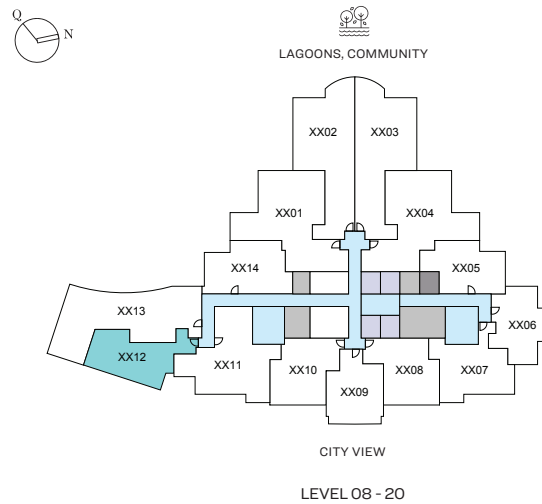 Q
N
LAGOONS, COMMUNITY
XX02
XX03
XX01
XX04
XX14
XX05
XX13
XX06
XX12
XX11
XX10
XX09
XX08
XX07
CITY VIEW
LEVEL 08 - 20